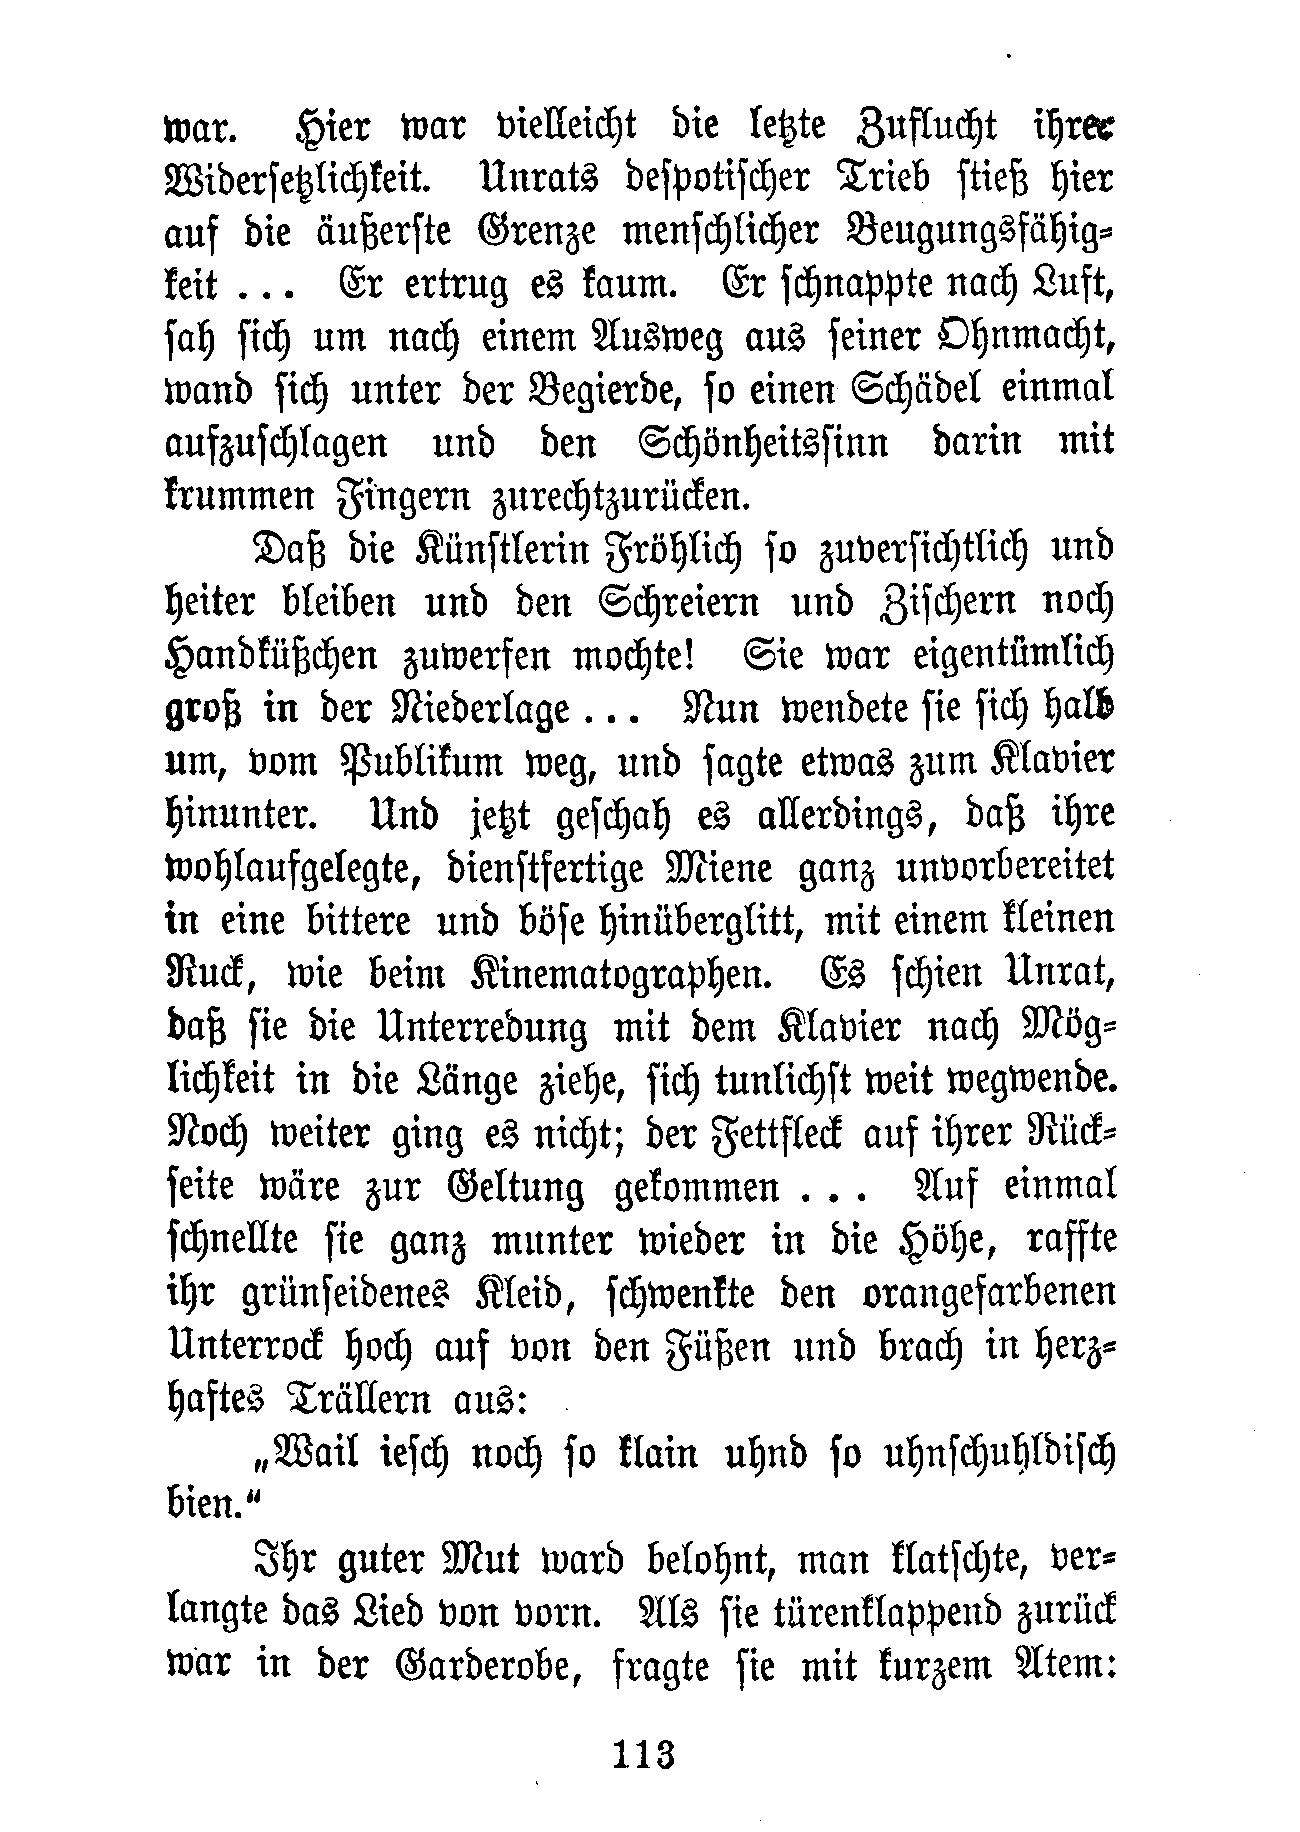 war. Hier war vielleicht die letzte Zuflucht ihrer
Widersetzlichkeit. Unrats despotischer Trieb stieß hier
auf die äußerste Grenze menschlicher Beugungsfähig-
keit ... Er ertrug es kaum. Er schnappte nach Luft,
sah sich um nach einem Ausweg aus seiner Ohnmacht,
wand sich unter der Begierde, so einen Schädel einmal
aufzuschlagen und den Schönheitssinn darin mit
krummen Fingern zurechtzurücken.
Daß die Künstlerin Fröhlich so zuversichtlich und
heiter bleiben und den Schreiern und Zischern noch
Handküßchen zuwerfen mochte! Sie war eigentümlich
groß in der Niederlage ... Nun wendete sie sich halb
um, vom Publikum weg, und sagte etwas zum Klavier
hinunter. Und jetzt geschah es allerdings, daß ihre
wohlaufgelegte, dienstfertige Miene ganz unvorbereitet
in eine bittere und böse hinüberglitt, mit einem kleinen
Ruck, wie beim Kinematographen. Es schien Unrat,
daß sie die Unterredung mit dem Klavier nach Mög-
lichkeit in die Länge ziehe, sich tunlichst weit wegwende.
Noch weiter ging es nicht; der Fettfleck auf ihrer Rück-
seite wäre zur Geltung gekommen ... Auf einmal
schnellte sie ganz munter wieder in die Höhe, raffte
ihr grünseidenes Kleid, schwenkte den orangefarbenen
Unterrock hoch auf von den Füßen und brach in herz-
haftes Trällern aus:
„Wail iesch noch so klain uhnd so uhnschuhldisch
bien.“
Ihr guter Mut ward belohnt, man klatschte, ver-
langte das Lied von vorn. Als sie türenklappend zurück
war in der Garderobe, fragte sie mit kurzem Atem:
113